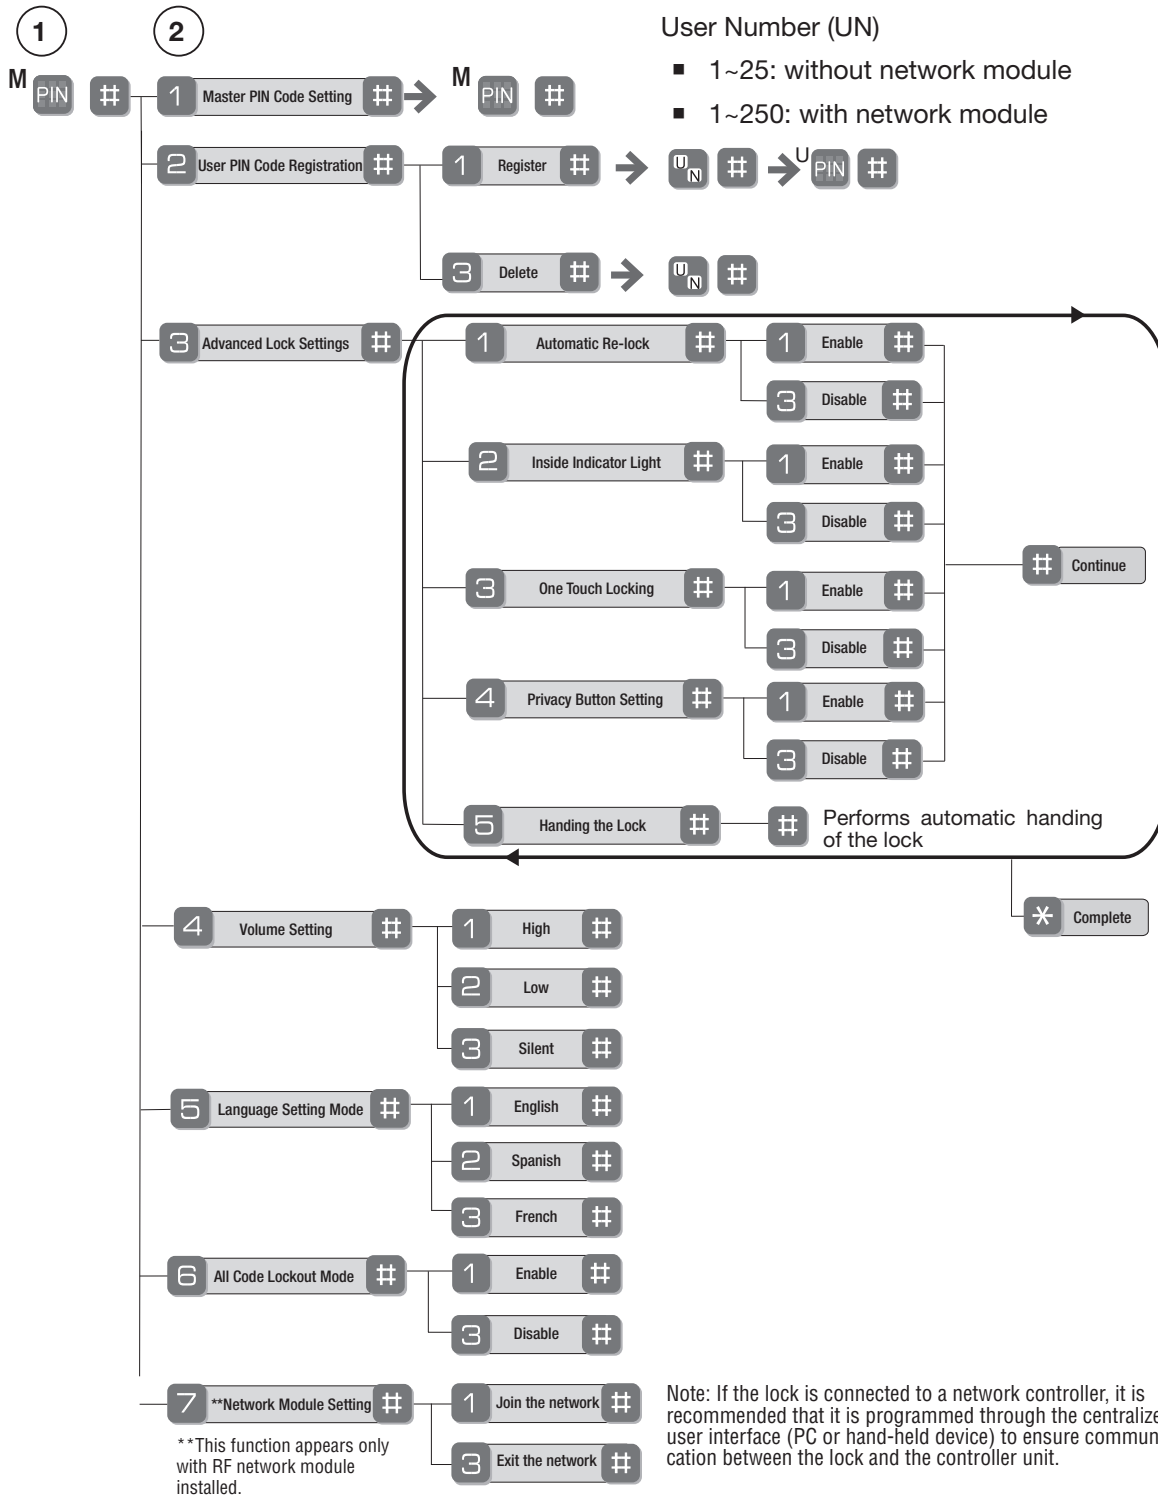 1 2
User Number (UN)
■ 1~25: without network module
■ 1~250: with network module
M PIN # 1 Master PIN Code Setting # M PIN #
2 User PIN Code Registration # 1 Register # UN # U PIN #
3 Delete # UN #
3 Advanced Lock Settings # 1 Automatic Re-lock # 1 Enable #
3 Disable #
2 Inside Indicator Light # 1 Enable #
3 Disable #
# Continue
3 One Touch Locking # 1 Enable #
3 Disable #
4 Privacy Button Setting # 1 Enable #
3 Disable #
5 Handing the Lock # # Performs automatic handing
of the lock
* Complete
4 Volume Setting # 1 High #
2 Low #
3 Silent #
5 Language Setting Mode # 1 English #
2 Spanish #
3 French #
6 All Code Lockout Mode # 1 Enable #
3 Disable #
7 **Network Module Setting # 1 Join the network #
3 Exit the network #
**This function appears only
with RF network module
installed.
Note: If the lock is connected to a network controller, it is
recommended that it is programmed through the centralize
user interface (PC or hand-held device) to ensure commun
cation between the lock and the controller unit.